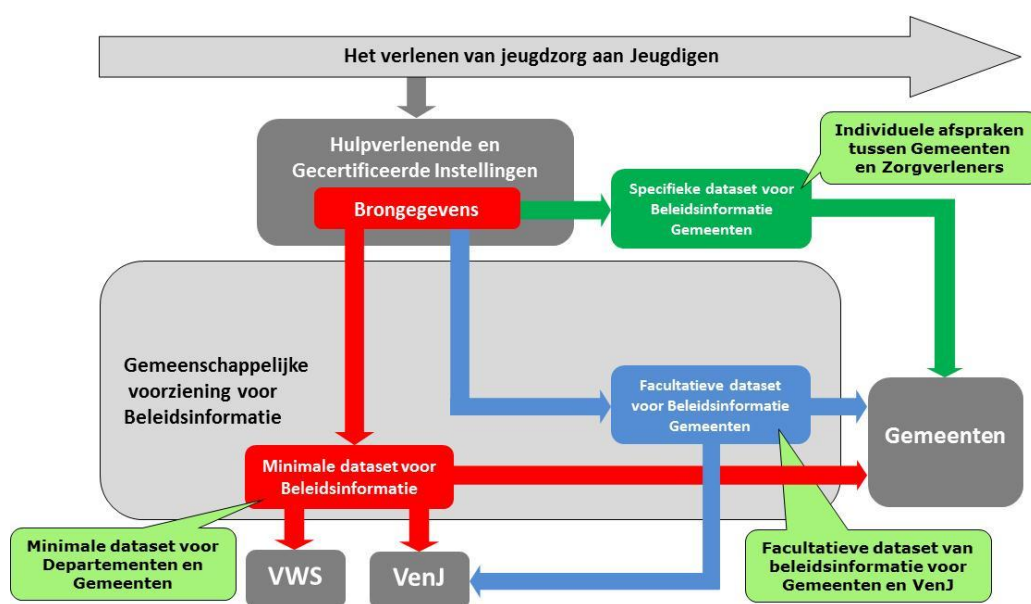 Het verlenen van jeugdzorg aan Jeugdigen
Hulpverlenende en
Gecertificeerde Instellingen
Brongegevens
Specifieke dataset voor
Beleidsinformatie
Gemeenten
Individuele afspraken
tussen Gemeenten
en Zorgverleners
Gemeenschappelijke
voorziening voor
Beleidsinformatie
Facultatieve dataset
voor Beleidsinformatie
Gemeenten
Gemeenten
Minimale dataset voor
Beleidsinformatie
Minimale dataset voor
Departementen en
Gemeenten
VWS
VenJ
Facultatieve dataset van
beleidsinformatie voor
Gemeenten en VenJ